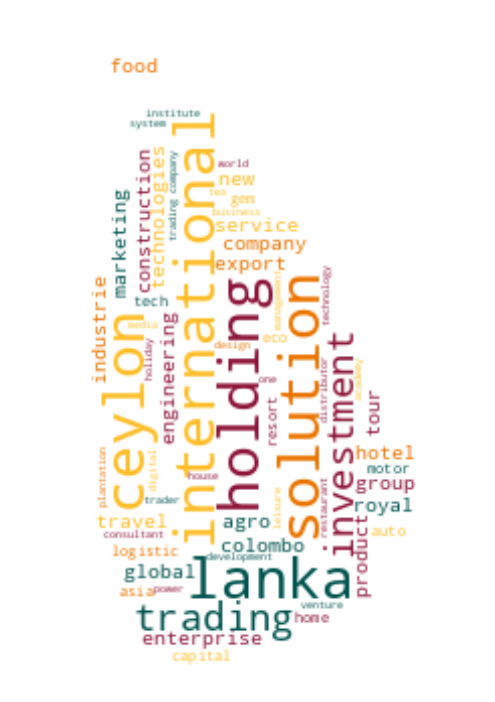 food
institute
system
international
world
construction
technologies
trading company
new
tea
gem
business
marketing
service
company
export
industrie
tech
ceylon
media
holiday
engineering
holding
management
technology
solution
eco
design
one
investment
distributor
academy
resort
tour
plantation
digital
house
trader
hotel
motor
group
royal
restaurant
leisure
travel
agro
auto
product
consultant
colombo
logistic
development
global
lanka
asia
power
trading
venture
home
enterprise
capital